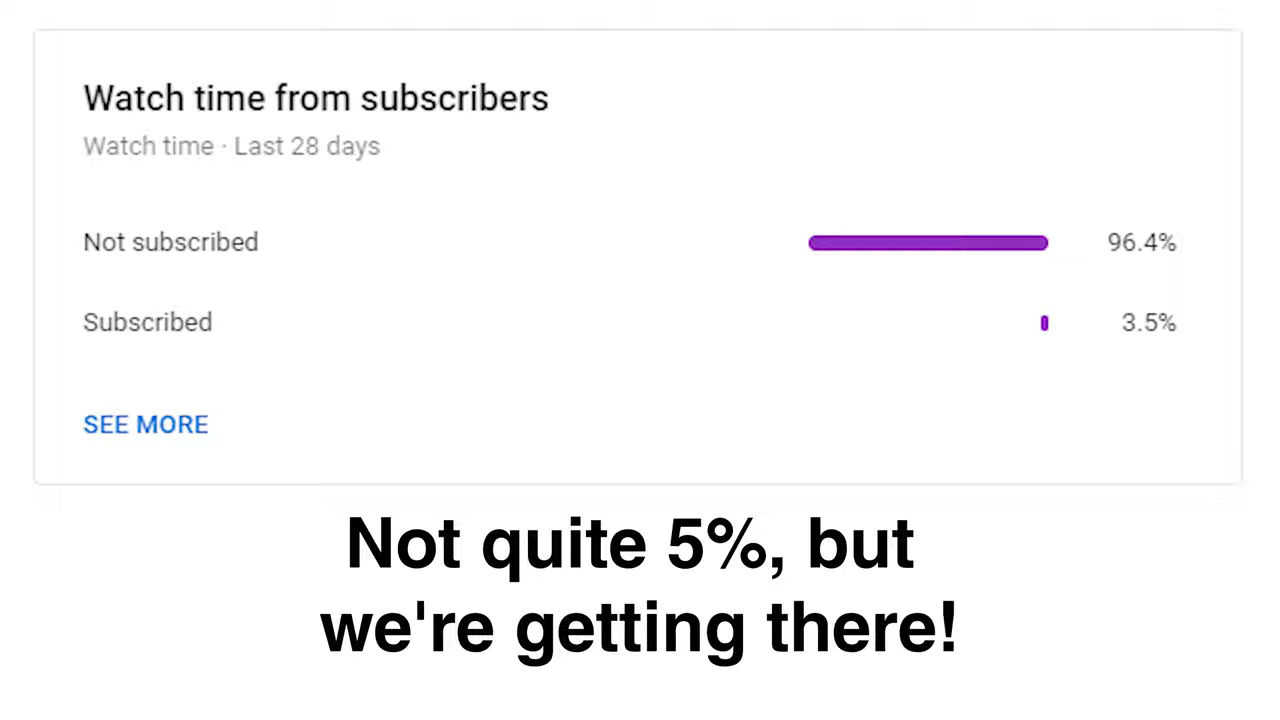 Watch time from subscribers
Watch time · Last 28 days
Not subscribed 96.4%
Subscribed 3.5%
SEE MORE
Not quite 5%, but
we're getting there!